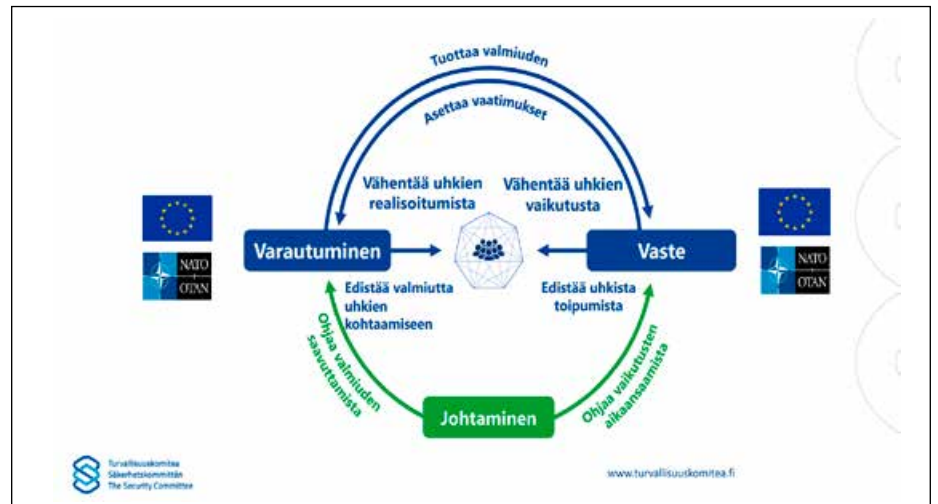 Tuottaa valmiuden
Asettaa vaatimukset
Vähentää uhkien
realisoitumista
Vähentää uhkien
vaikutusta
NATO
OTAN
Varautuminen
Vaste
NATO
OTAN
Edistää valmiutta
uhkien
kohtaamiseen
Edistää uhkista
toipumista
Ohjaa valmiuden
saavuttamista
Ohjaa vaikutusten
aikaansaamista
Johtaminen
Turvallisuuskomitea
Säkerhetskommittén
The Security Committee
www.turvallisuuskomitea.fi